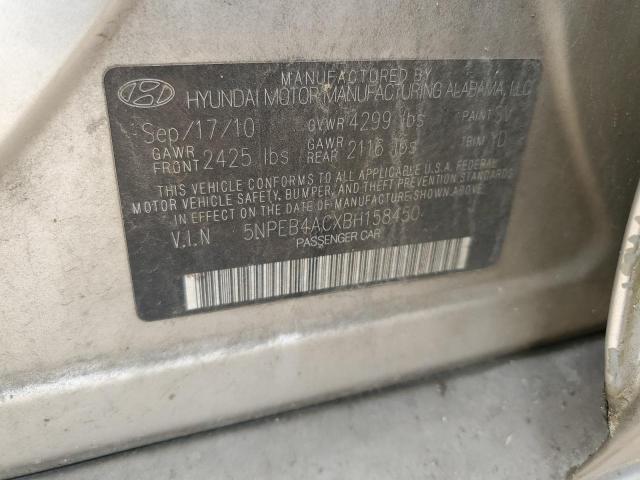 MANUFACTURED BY
HYUNDAI MOTOR MANUFACTURING ALABAMA, LLC
Sep/17/10 GVWR 4299 lbs PAINT SV
GAWR FRONT 2425 lbs GAWR REAR 2116 lbs TRIM YD
THIS VEHICLE CONFORMS TO ALL APPLICABLE U.S.A. FEDERAL
MOTOR VEHICLE SAFETY, BUMPER, AND THEFT PREVENTION STANDARDS
IN EFFECT ON THE DATE OF MANUFACTURE SHOWN ABOVE.
V.I.N 5NPEB4ACXBH158450
PASSENGER CAR